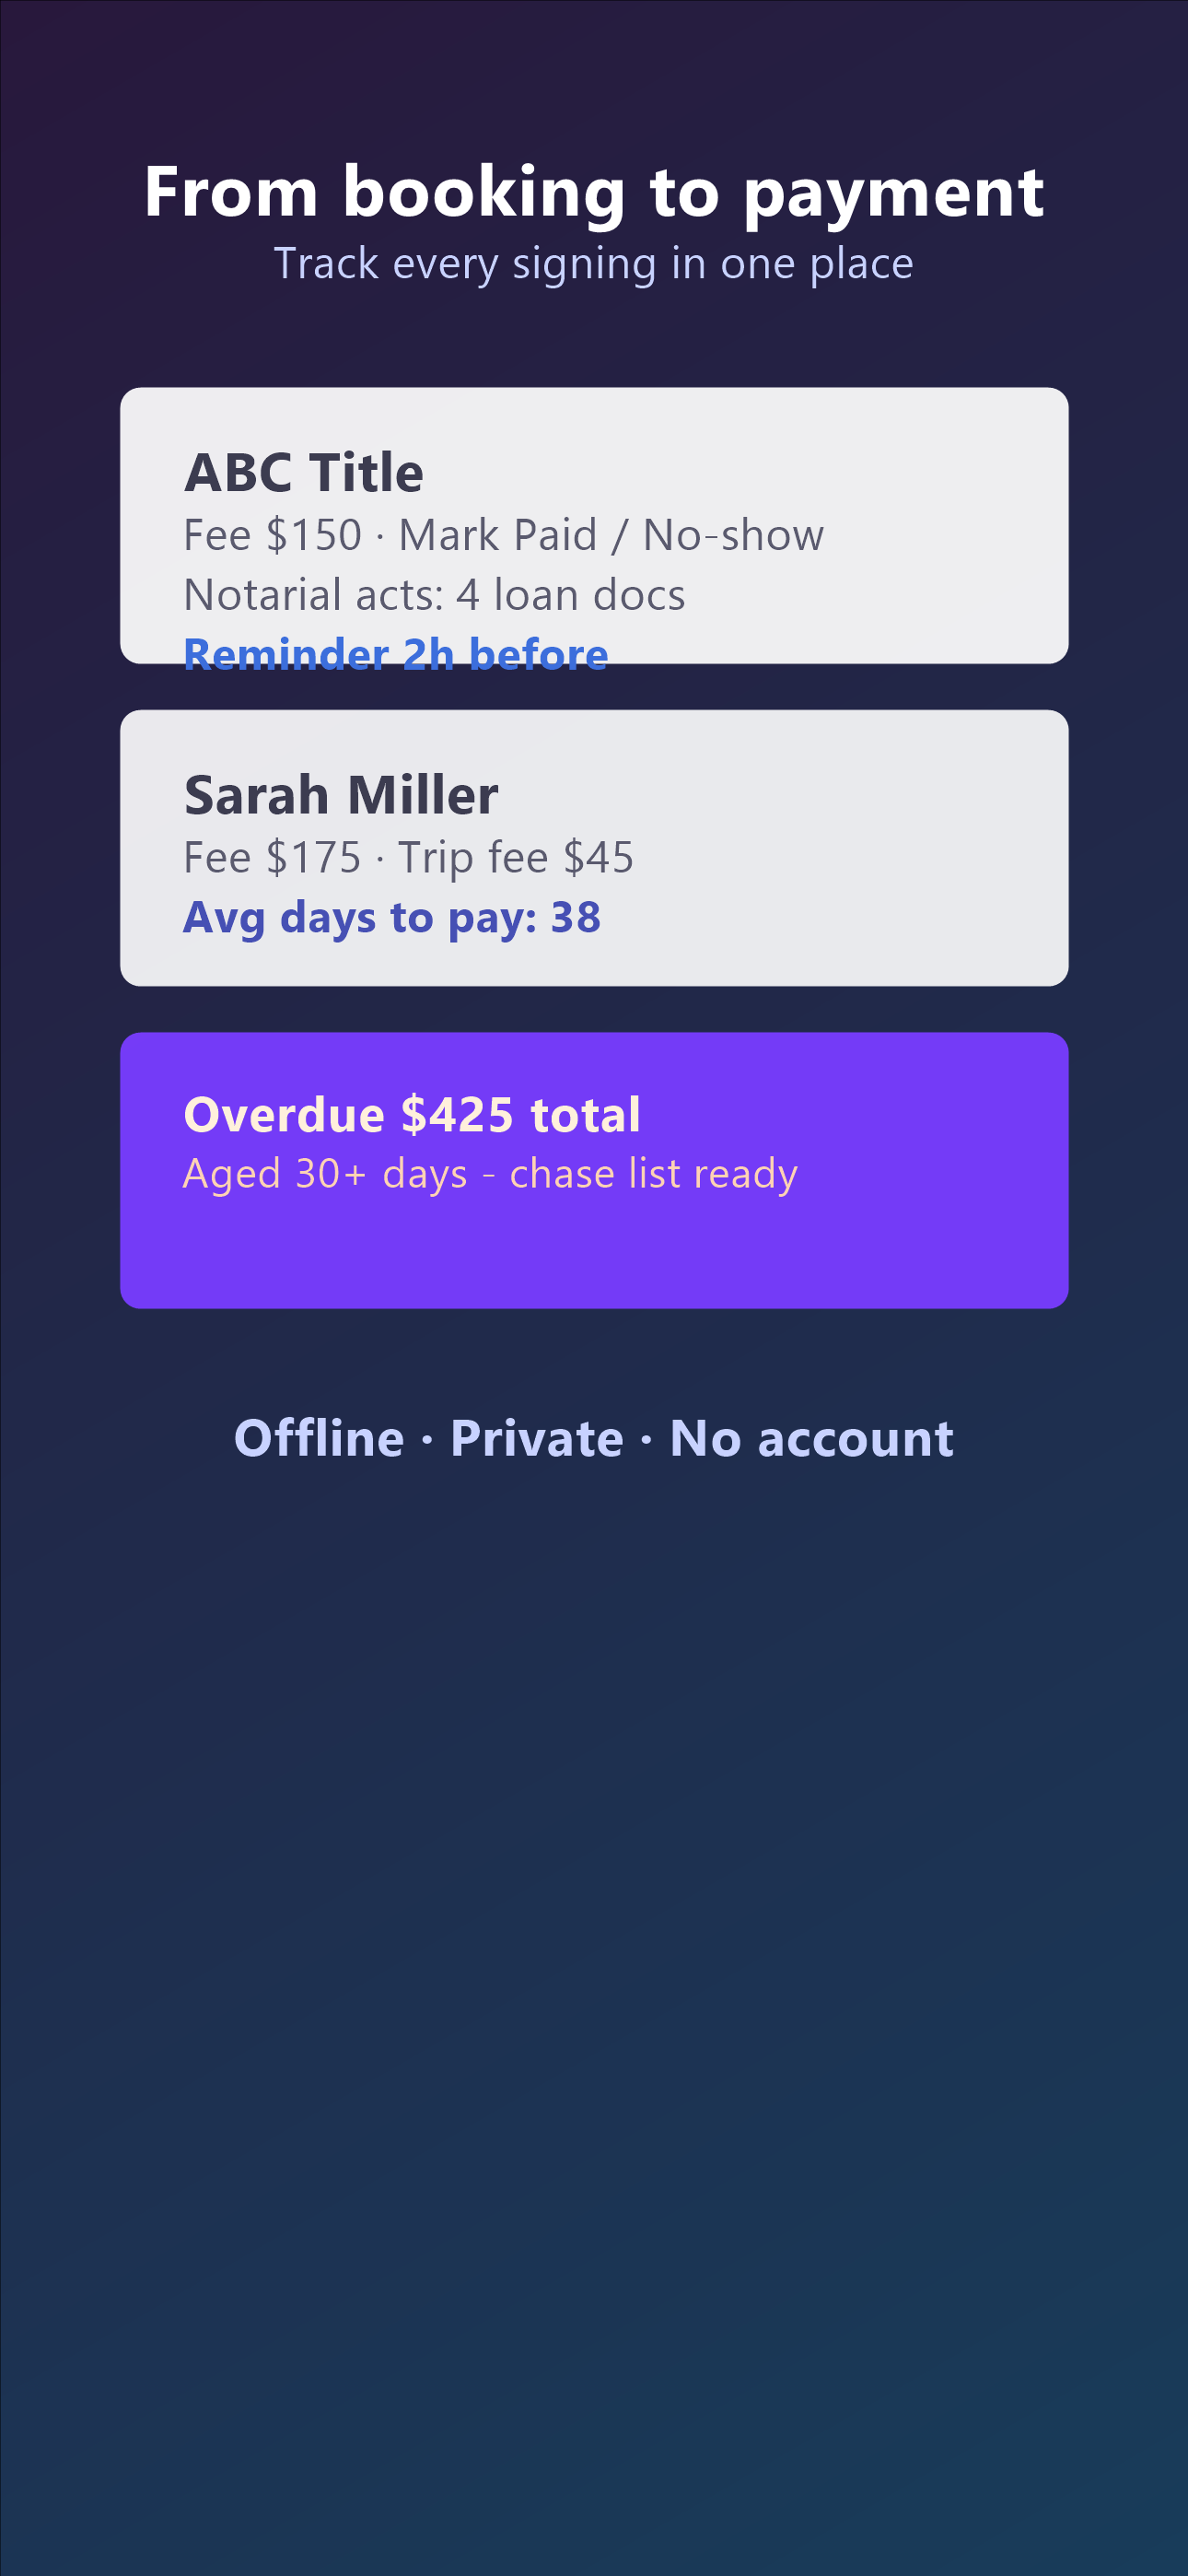 From booking to payment
Track every signing in one place
ABC Title
Fee $150 · Mark Paid / No-show
Notarial acts: 4 loan docs
Reminder 2h before
Sarah Miller
Fee $175 · Trip fee $45
Avg days to pay: 38
Overdue $425 total
Aged 30+ days - chase list ready
Offline · Private · No account